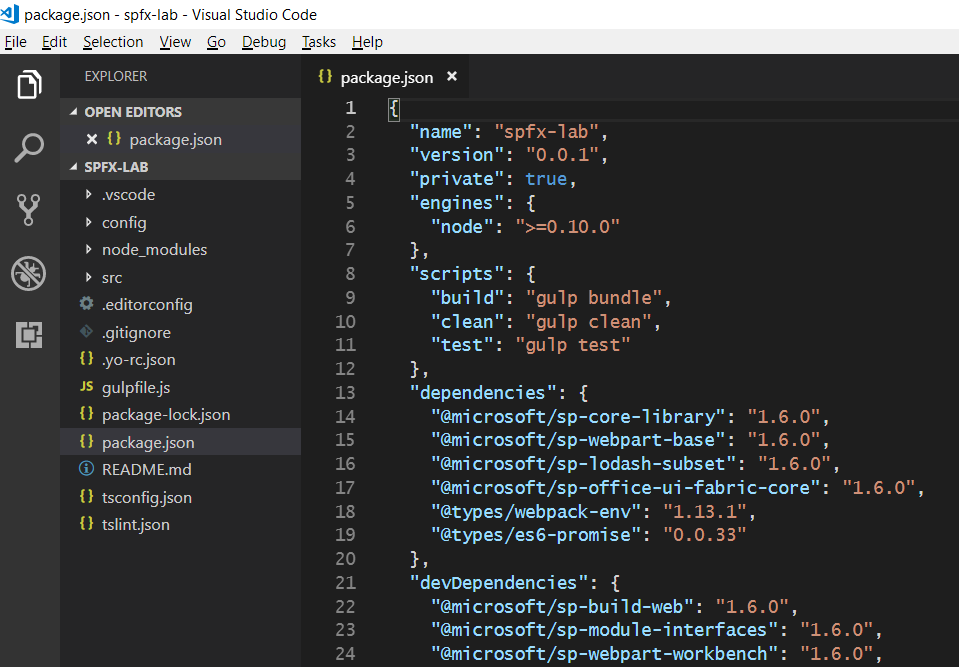 package.json - spfx-lab - Visual Studio Code
File Edit Selection View Go Debug Tasks Help
EXPLORER
OPEN EDITORS
package.json
SPFX-LAB
.vscode
config
node_modules
src
.editorconfig
.gitignore
{} .yo-rc.json
JS gulpfile.js
{} package-lock.json
{} package.json
README.md
{} tsconfig.json
{} tslint.json
{} package.json ×
1 {
2 "name": "spfx-lab",
3 "version": "0.0.1",
4 "private": true,
5 "engines": {
6 "node": ">=0.10.0"
7 },
8 "scripts": {
9 "build": "gulp bundle",
10 "clean": "gulp clean",
11 "test": "gulp test"
12 },
13 "dependencies": {
14 "@microsoft/sp-core-library": "1.6.0",
15 "@microsoft/sp-webpart-base": "1.6.0",
16 "@microsoft/sp-lodash-subset": "1.6.0",
17 "@microsoft/sp-office-ui-fabric-core": "1.6.0",
18 "@types/webpack-env": "1.13.1",
19 "@types/es6-promise": "0.0.33"
20 },
21 "devDependencies": {
22 "@microsoft/sp-build-web": "1.6.0",
23 "@microsoft/sp-module-interfaces": "1.6.0",
24 "@microsoft/sp-webpart-workbench": "1.6.0",